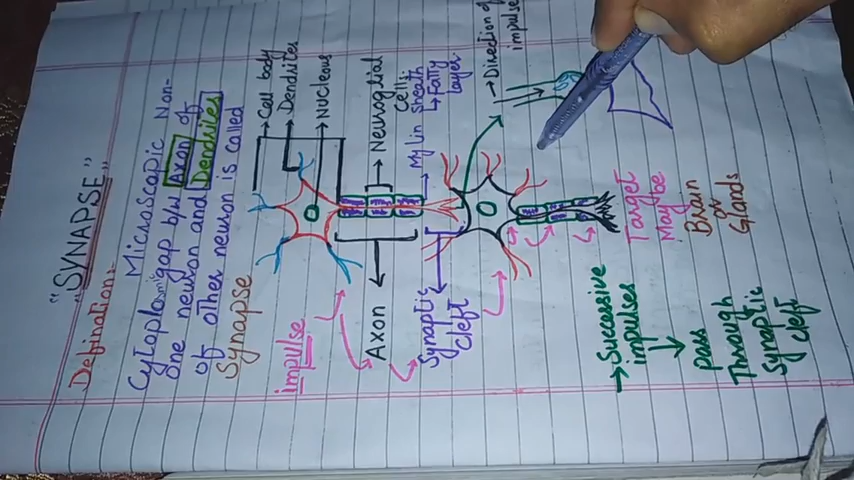 "SYNAPSE"
Defination:-
Microscopic Non-
Cytoplasmic gap b/w Axon of
one neuron and Dendrites
of other neuron is called
Synapse
→ Cell body
→ Dendrites
→ Nucleous
impulse
→ Neuroglial
Cell.
Axon
→ Mylin Sheath
↳ Fatty
layer
Synaptic
Cleft
→ Direction of
impulse
Target
May be
Brain
or
Glands
→ Successive
impulses
↓
pass
Through
Synaptic
cleft